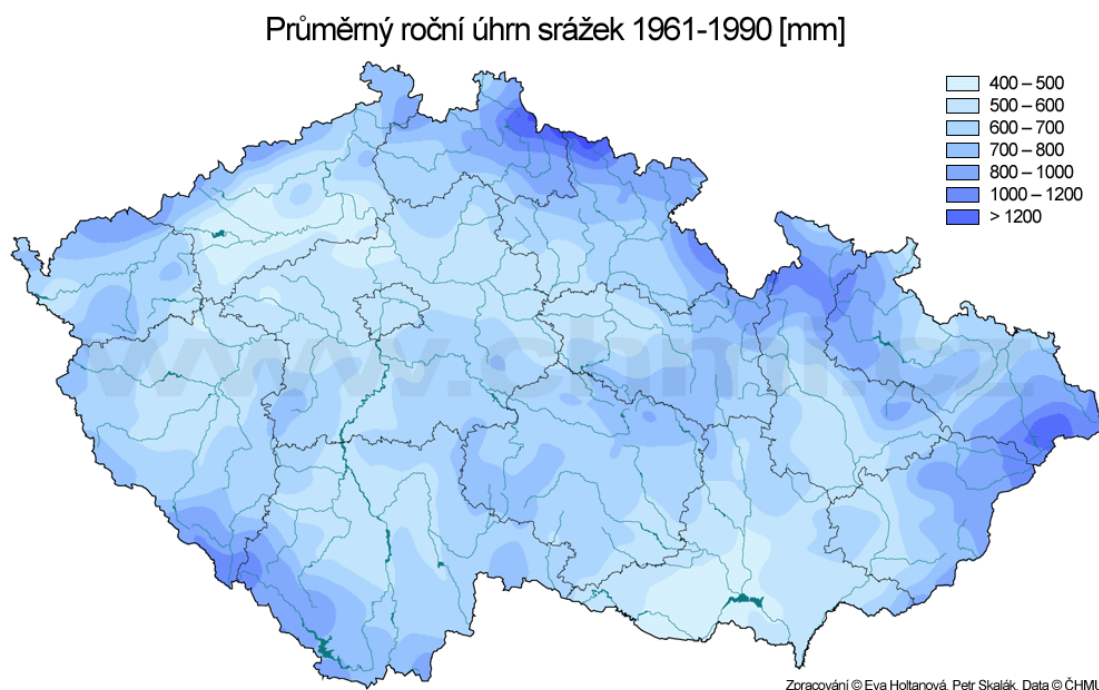 Průměrný roční úhrn srážek 1961-1990 [mm]
400 – 500
500 – 600
600 – 700
700 – 800
800 – 1000
1000 – 1200
> 1200
www.chmi.cz
Zpracování © Eva Holtanová, Petr Skalák, Data © ČHMÚ